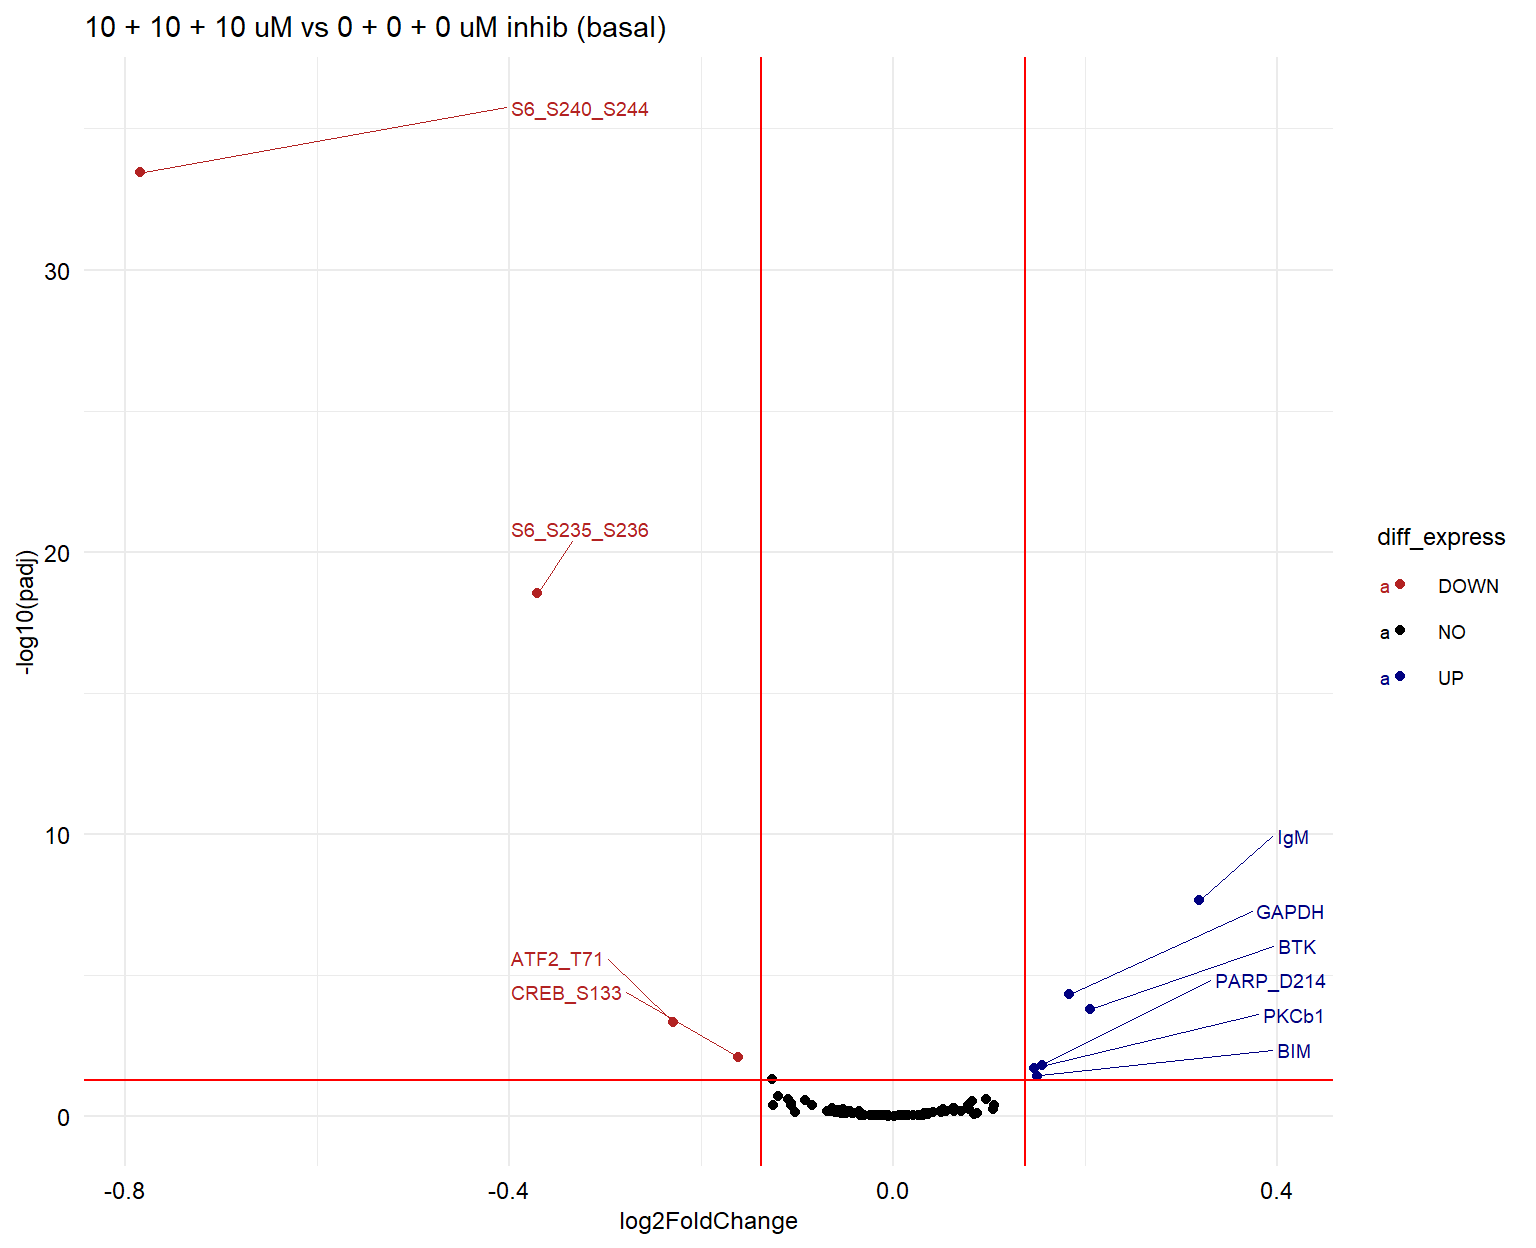 10 + 10 + 10 uM vs 0 + 0 + 0 uM inhib (basal)
S6_S240_S244
30
S6_S235_S236
diff_express
20
a DOWN
-log10(padj)
a NO
a UP
10
IgM
GAPDH
BTK
ATF2_T71
PARP_D214
CREB_S133
PKCb1
BIM
0
-0.8
-0.4
0.0
0.4
log2FoldChange